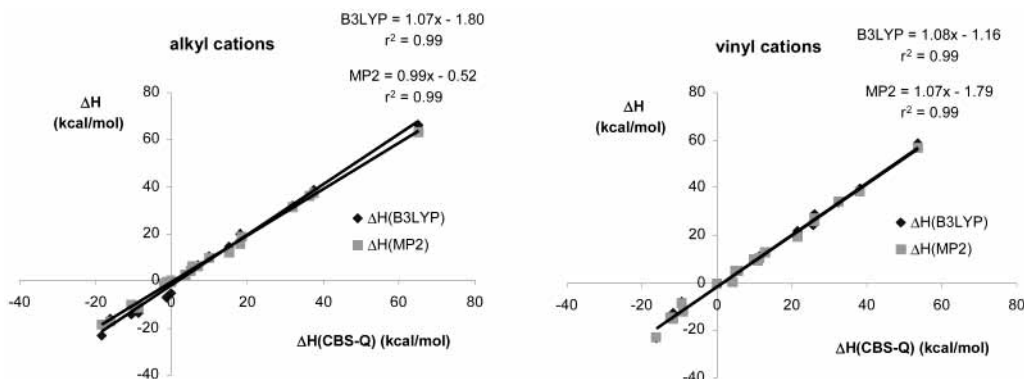 alkyl cations
B3LYP = 1.07x - 1.80
r² = 0.99
MP2 = 0.99x - 0.52
r² = 0.99
ΔH
(kcal/mol)
80
60
40
20
0
-20
-40
-40
-20
0
20
40
60
80
ΔH(B3LYP)
ΔH(MP2)
ΔH(CBS-Q) (kcal/mol)
vinyl cations
B3LYP = 1.08x - 1.16
r² = 0.99
MP2 = 1.07x - 1.79
r² = 0.99
ΔH
(kcal/mol)
80
60
40
20
0
-20
-40
-40
-20
0
20
40
60
80
ΔH(B3LYP)
ΔH(MP2)
ΔH(CBS-Q) (kcal/mol)